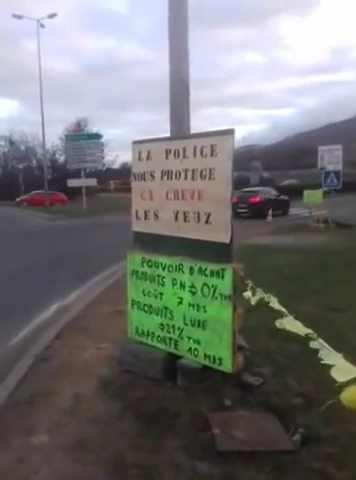 LA POLICE
NOUS PROTEGE
ÇA CREVE
LES YEUX
POUVOIR D'ACHAT
PRODUITS P.N → 0% TVA
COÛT 7 MDS
PRODUITS LUXE
21% TVA
RAPPORTE 10 MDS